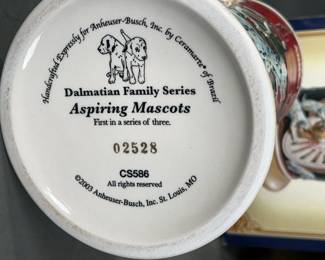 Handcrafted Expressly for Anheuser-Busch, Inc. by Ceramarte® of Brazil
Dalmatian Family Series
Aspiring Mascots
First in a series of three.
02528
CS586
All rights reserved
©2003 Anheuser-Busch, Inc. St. Louis, MO